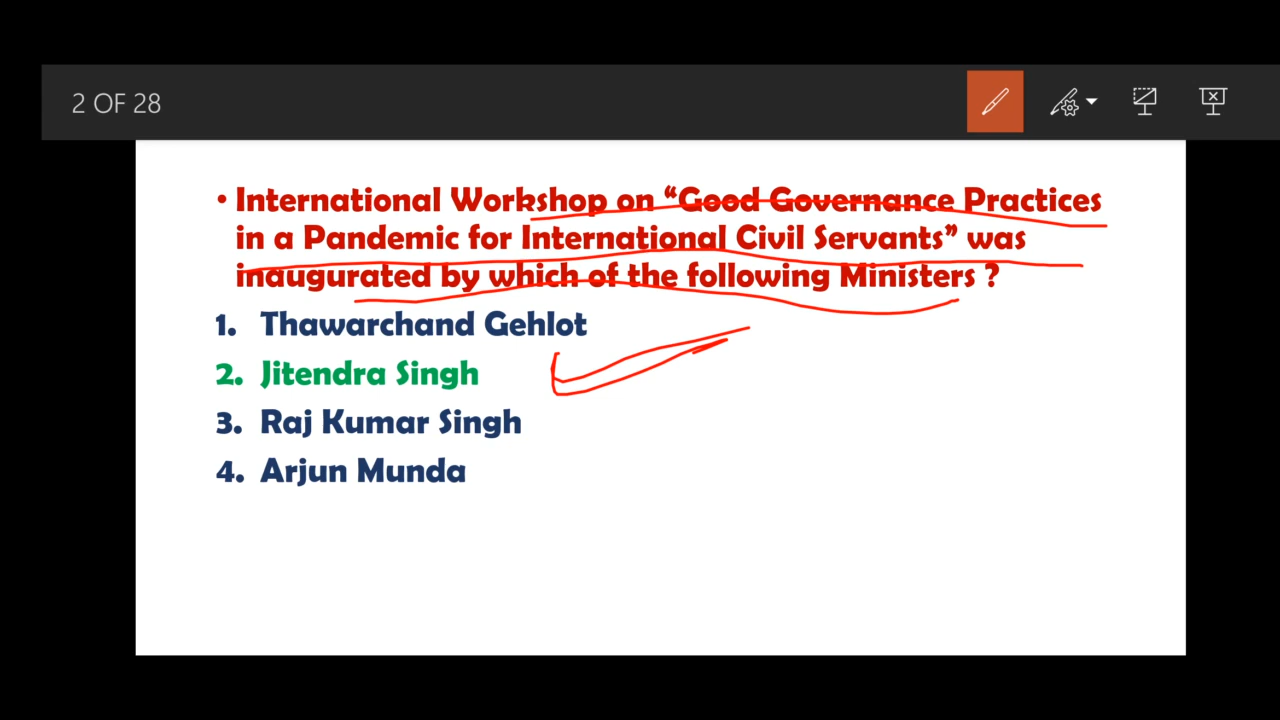 2 OF 28
• International Workshop on “Good Governance Practices
in a Pandemic for International Civil Servants” was
inaugurated by which of the following Ministers ?
1. Thawarchand Gehlot
2. Jitendra Singh
3. Raj Kumar Singh
4. Arjun Munda